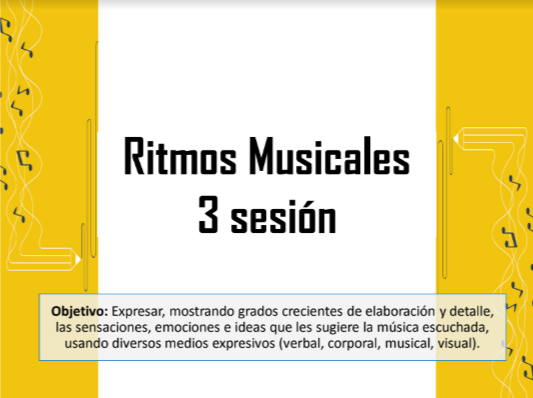 Ritmos Musicales
3 sesión
Objetivo: Expresar, mostrando grados crecientes de elaboración y detalle,
las sensaciones, emociones e ideas que les sugiere la música escuchada,
usando diversos medios expresivos (verbal, corporal, musical, visual).